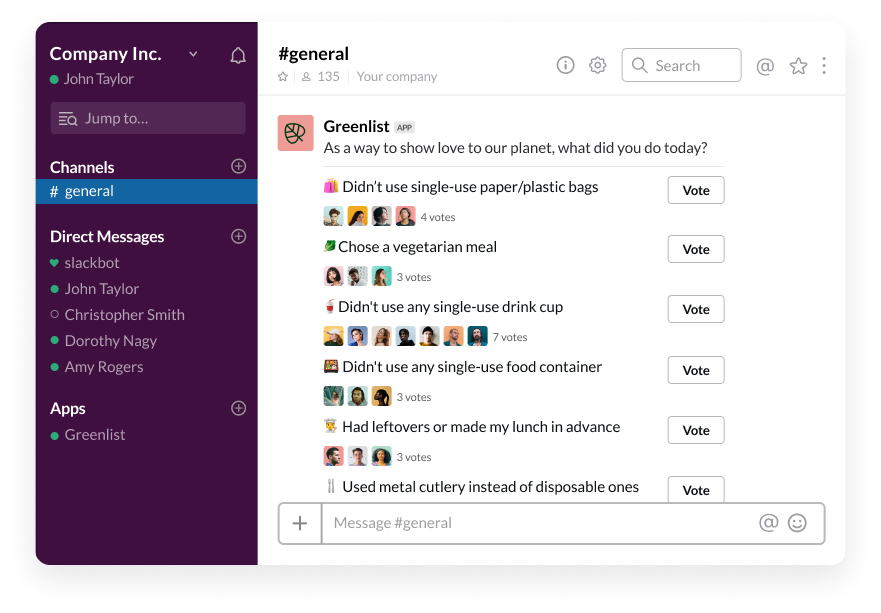 Company Inc.
John Taylor
Jump to...
Channels
# general
Direct Messages
slackbot
John Taylor
Christopher Smith
Dorothy Nagy
Amy Rogers
Apps
Greenlist
#general
135 Your company
Search
@
Greenlist APP
As a way to show love to our planet, what did you do today?
Didn’t use single-use paper/plastic bags Vote
4 votes
Chose a vegetarian meal Vote
3 votes
Didn't use any single-use drink cup Vote
7 votes
Didn't use any single-use food container Vote
3 votes
Had leftovers or made my lunch in advance Vote
3 votes
Used metal cutlery instead of disposable ones Vote
+ Message #general @